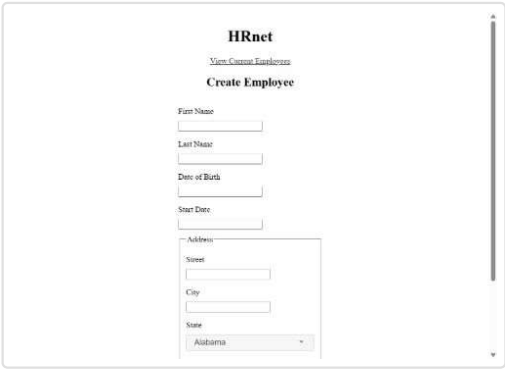 HRnet
View Current Employees
Create Employee
First Name
Last Name
Date of Birth
Start Date
Address
Street
City
State
Alabama